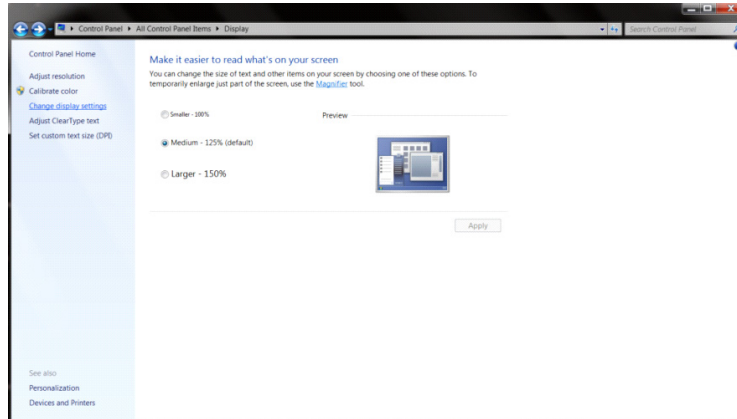 Control Panel ▸ All Control Panel Items ▸ Display
Search Control Panel
Control Panel Home
Adjust resolution
Calibrate color
Change display settings
Adjust ClearType text
Set custom text size (DPI)
Make it easier to read what's on your screen
You can change the size of text and other items on your screen by choosing one of these options. To
temporarily enlarge just part of the screen, use the Magnifier tool.
Smaller - 100%
Preview
Medium - 125% (default)
Larger - 150%
Apply
See also
Personalization
Devices and Printers